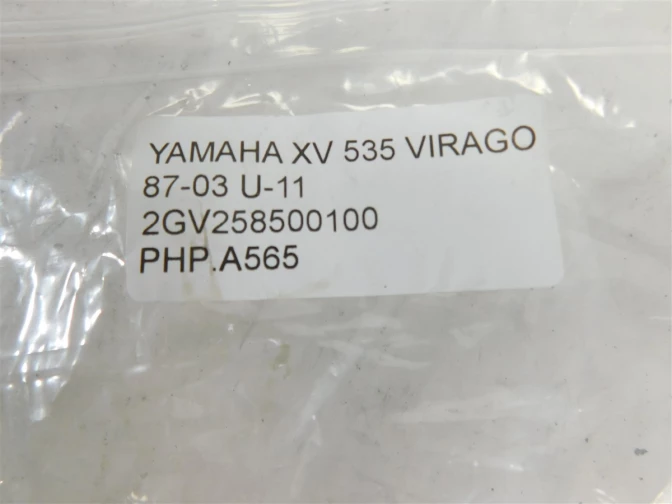 YAMAHA XV 535 VIRAGO
87-03 U-11
2GV258500100
PHP.A565